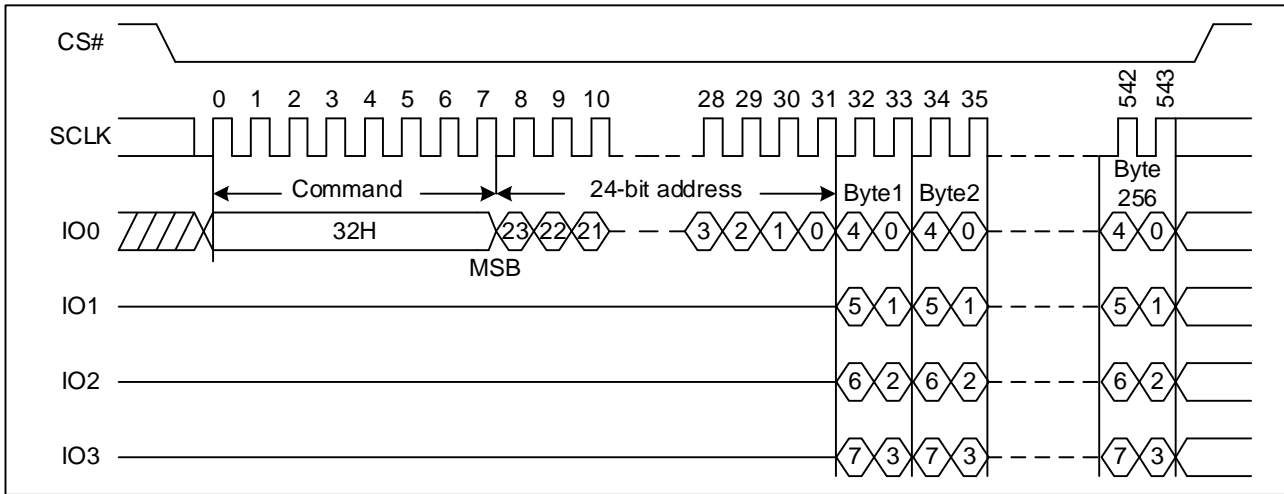 CS#
0 1 2 3 4 5 6 7 8 9 10 28 29 30 31 32 33 34 35 542 543
SCLK
Command 24-bit address Byte1 Byte2 Byte
256
IO0 32H 23 22 21 3 2 1 0 4 0 4 0 4 0
MSB
IO1 5 1 5 1 5 1
IO2 6 2 6 2 6 2
IO3 7 3 7 3 7 3